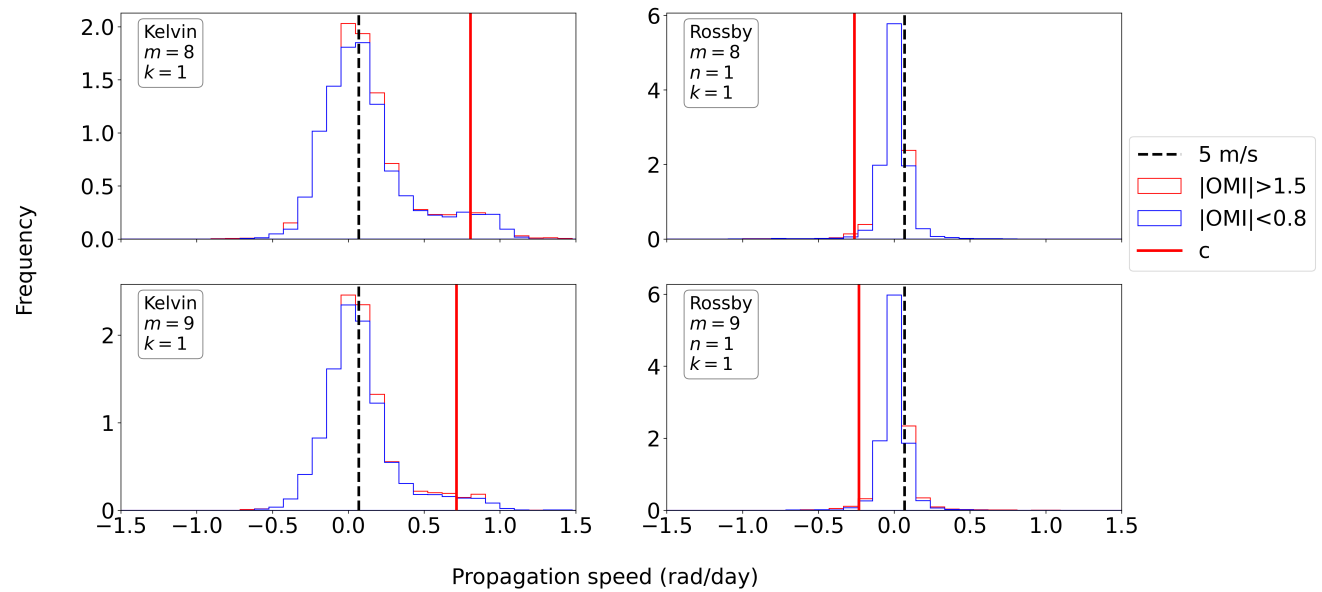 Frequency
2.0
1.5
1.0
0.5
0.0
Kelvin
m = 8
k = 1
6
4
2
0
Rossby
m = 8
n = 1
k = 1
5 m/s
|OMI|>1.5
|OMI|<0.8
c
2
1
0
Kelvin
m = 9
k = 1
−1.5 −1.0 −0.5 0.0 0.5 1.0 1.5
6
4
2
0
Rossby
m = 9
n = 1
k = 1
−1.5 −1.0 −0.5 0.0 0.5 1.0 1.5
Propagation speed (rad/day)